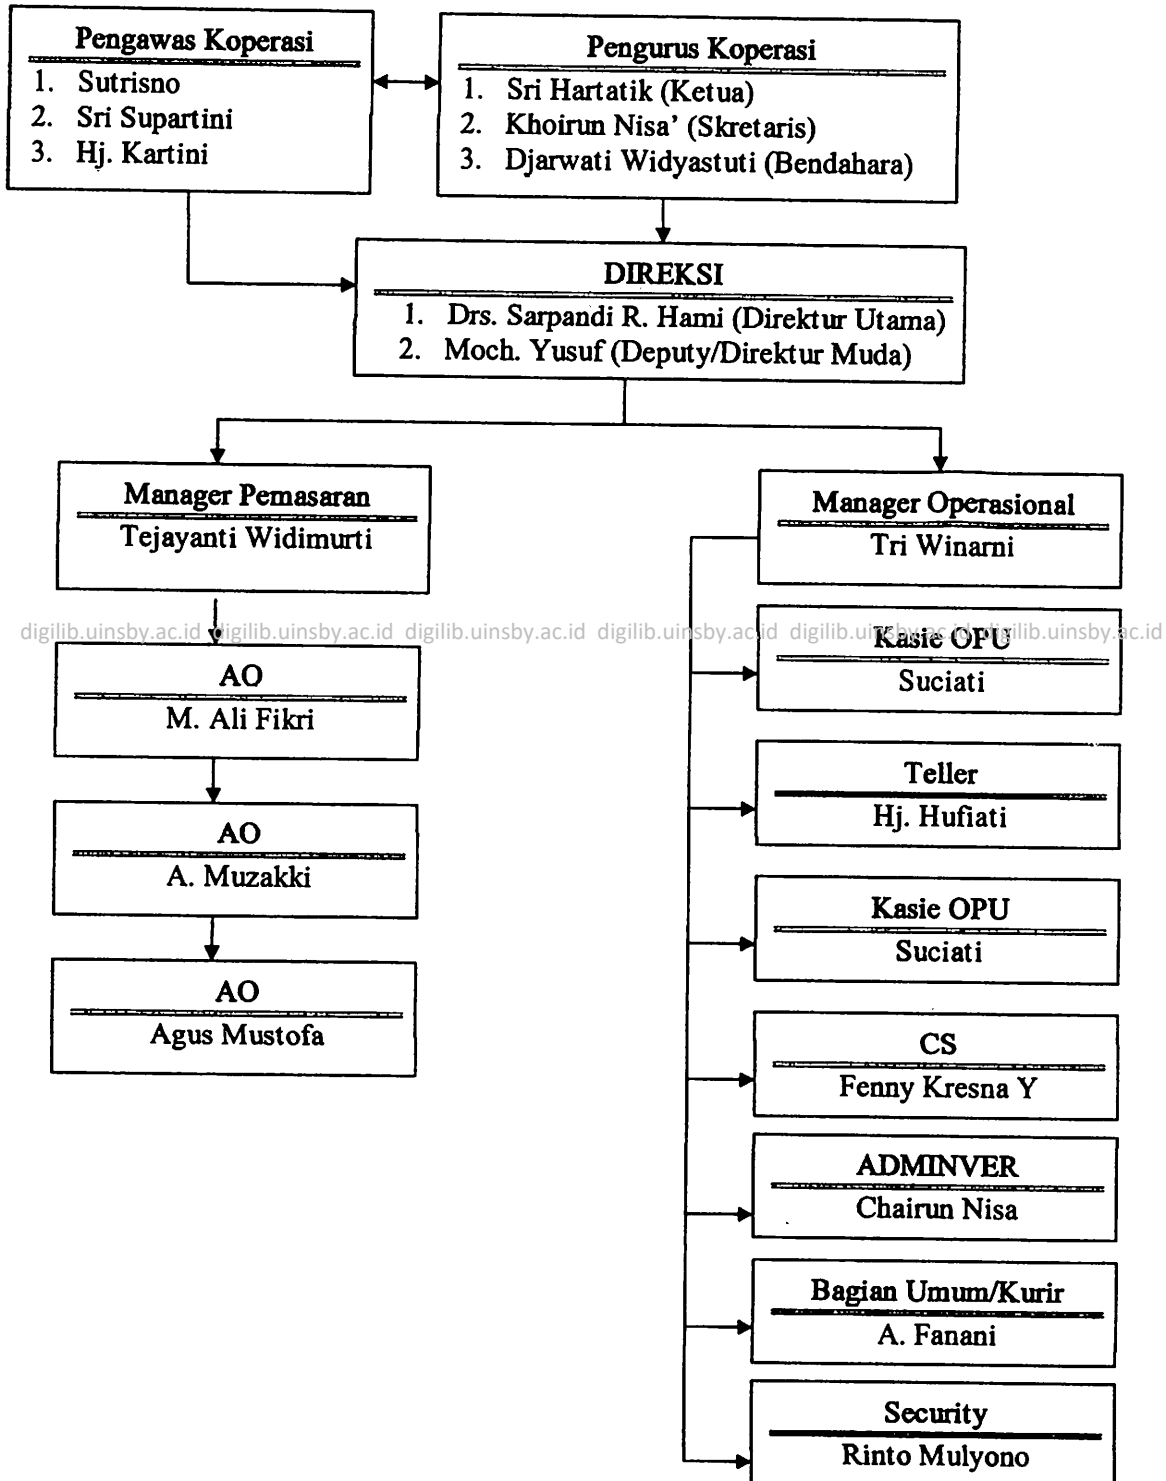 Pengawas Koperasi
1. Sutrisno
2. Sri Supartini
3. Hj. Kartini
Pengurus Koperasi
1. Sri Hartatik (Ketua)
2. Khoirun Nisa’ (Skretaris)
3. Djarwati Widyastuti (Bendahara)
DIREKSI
1. Drs. Sarpandi R. Hami (Direktur Utama)
2. Moch. Yusuf (Deputy/Direktur Muda)
Manager Pemasaran
Tejayanti Widimurti
Manager Operasional
Tri Winarni
digilib.uinsby.ac.id digilib.uinsby.ac.id digilib.uinsby.ac.id digilib.uinsby.ac.id digilib.uinsby.ac.id digilib.uinsby.ac.id
AO
M. Ali Fikri
AO
A. Muzakki
AO
Agus Mustofa
Kasie OPU
Suciati
Teller
Hj. Hufiati
Kasie OPU
Suciati
CS
Fenny Kresna Y
ADMINVER
Chairun Nisa
Bagian Umum/Kurir
A. Fanani
Security
Rinto Mulyono